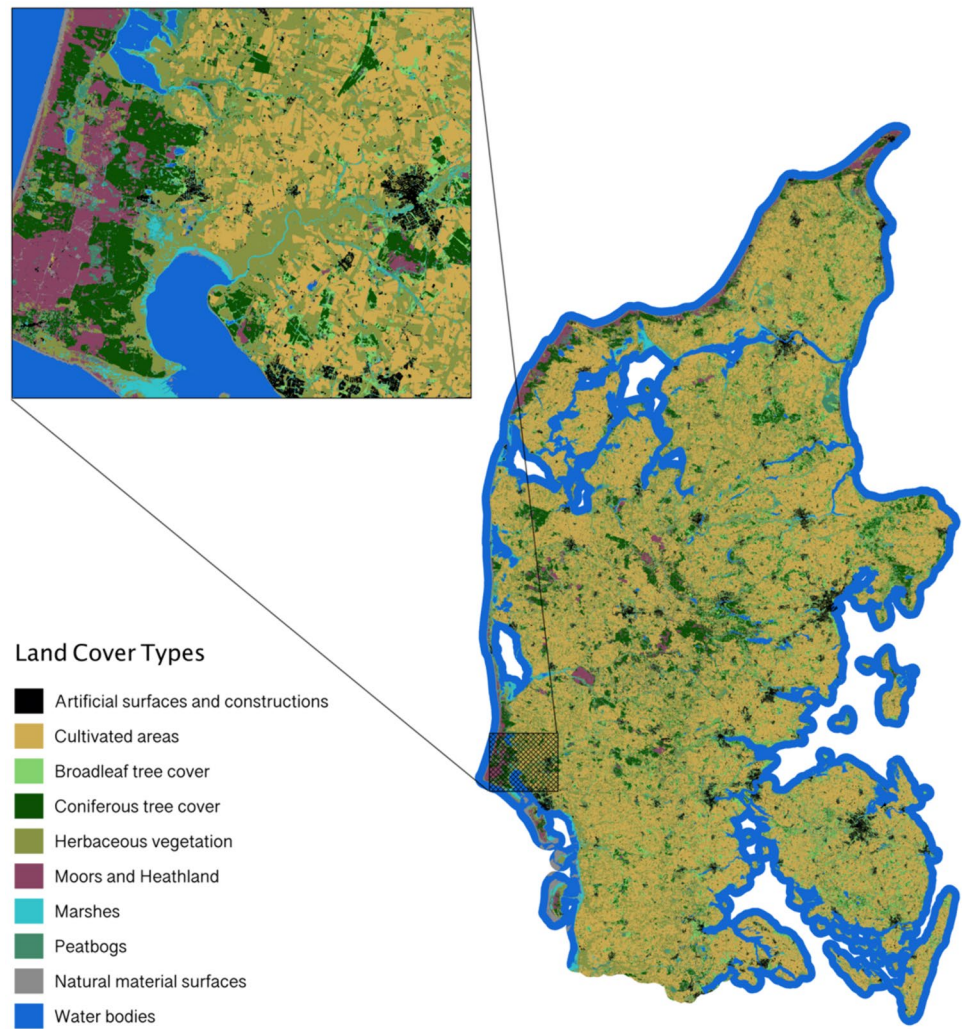 Land Cover Types
Artificial surfaces and constructions
Cultivated areas
Broadleaf tree cover
Coniferous tree cover
Herbaceous vegetation
Moors and Heathland
Marshes
Peatbogs
Natural material surfaces
Water bodies